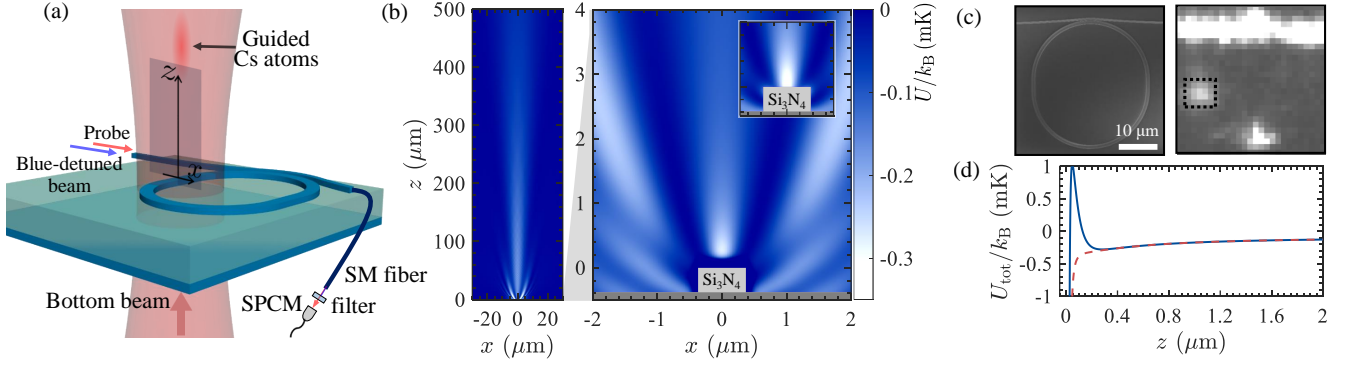 (a)
Guided
Cs atoms
z
Probe
Blue-detuned
beam
x
SM fiber
SPCM
filter
Bottom beam
(b)
500
400
300
200
100
0
z (μm)
-20 0 20
x (μm)
4
3
2
1
0
Si₃N₄
Si₃N₄
-2 -1 0 1 2
x (μm)
0
-0.1
-0.2
-0.3
U/k_B (mK)
(c)
10 μm
(d)
1
0.5
0
-0.5
-1
U_tot/k_B (mK)
0 0.4 0.8 1.2 1.6 2
z (μm)